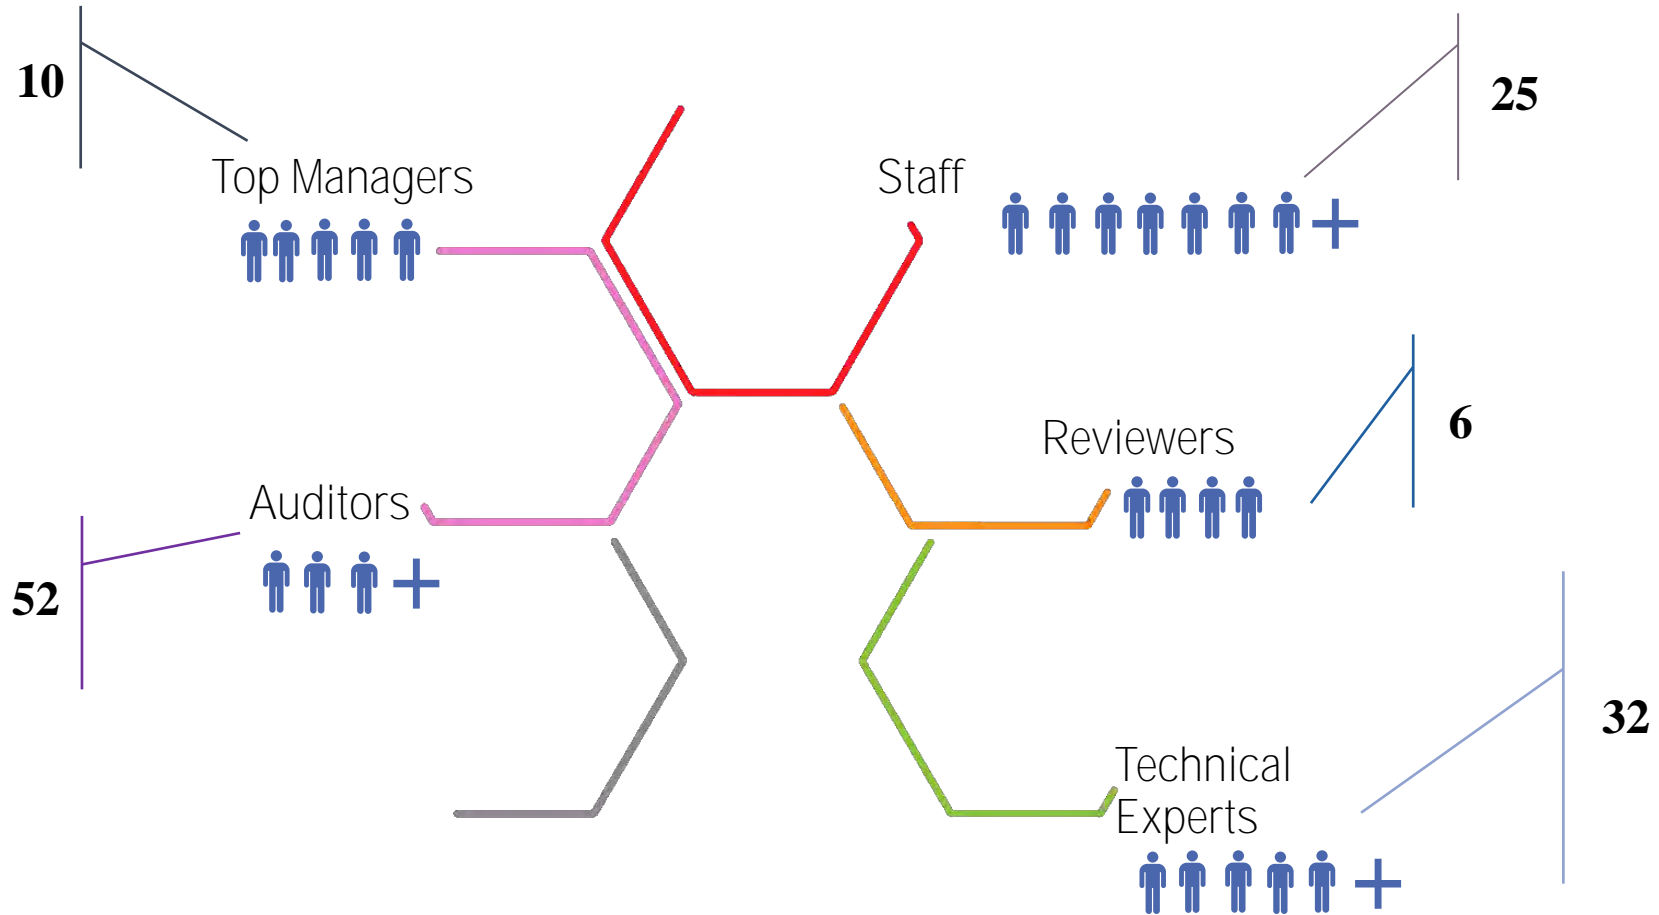 10
25
Top Managers
Staff
Reviewers
6
Auditors
52
32
Technical
Experts